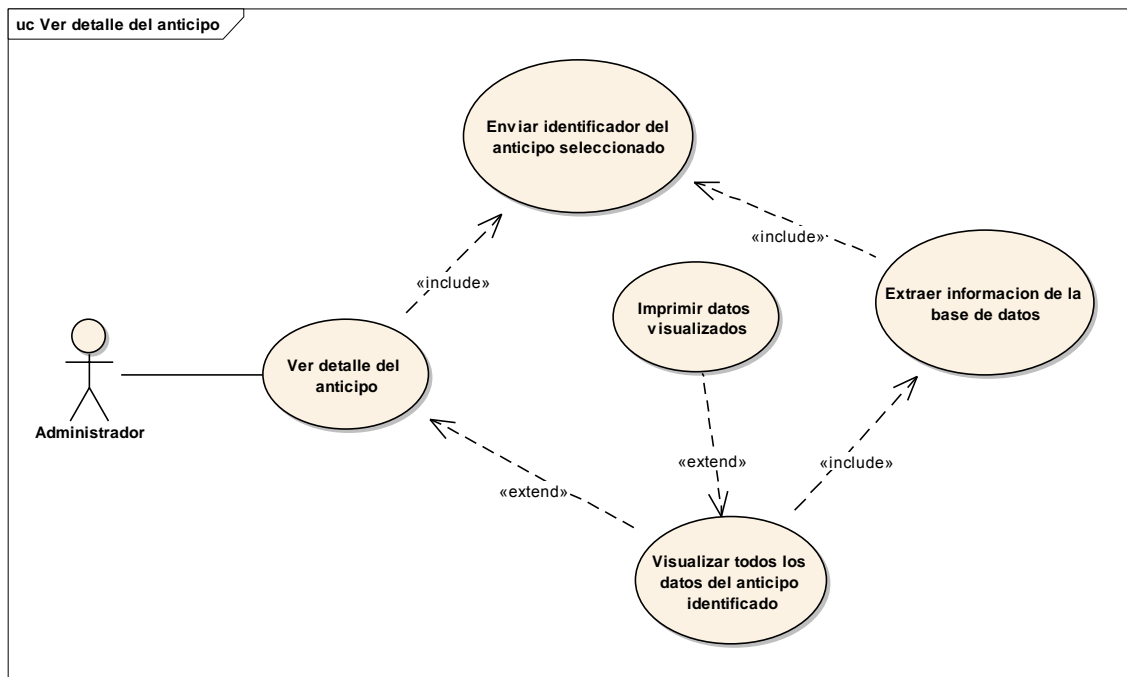 uc Ver detalle del anticipo
Enviar identificador del
anticipo seleccionado
«include»
Extraer informacion de la
base de datos
«include»
Imprimir datos
visualizados
Ver detalle del
anticipo
Administrador
«extend»
«include»
«extend»
Visualizar todos los
datos del anticipo
identificado